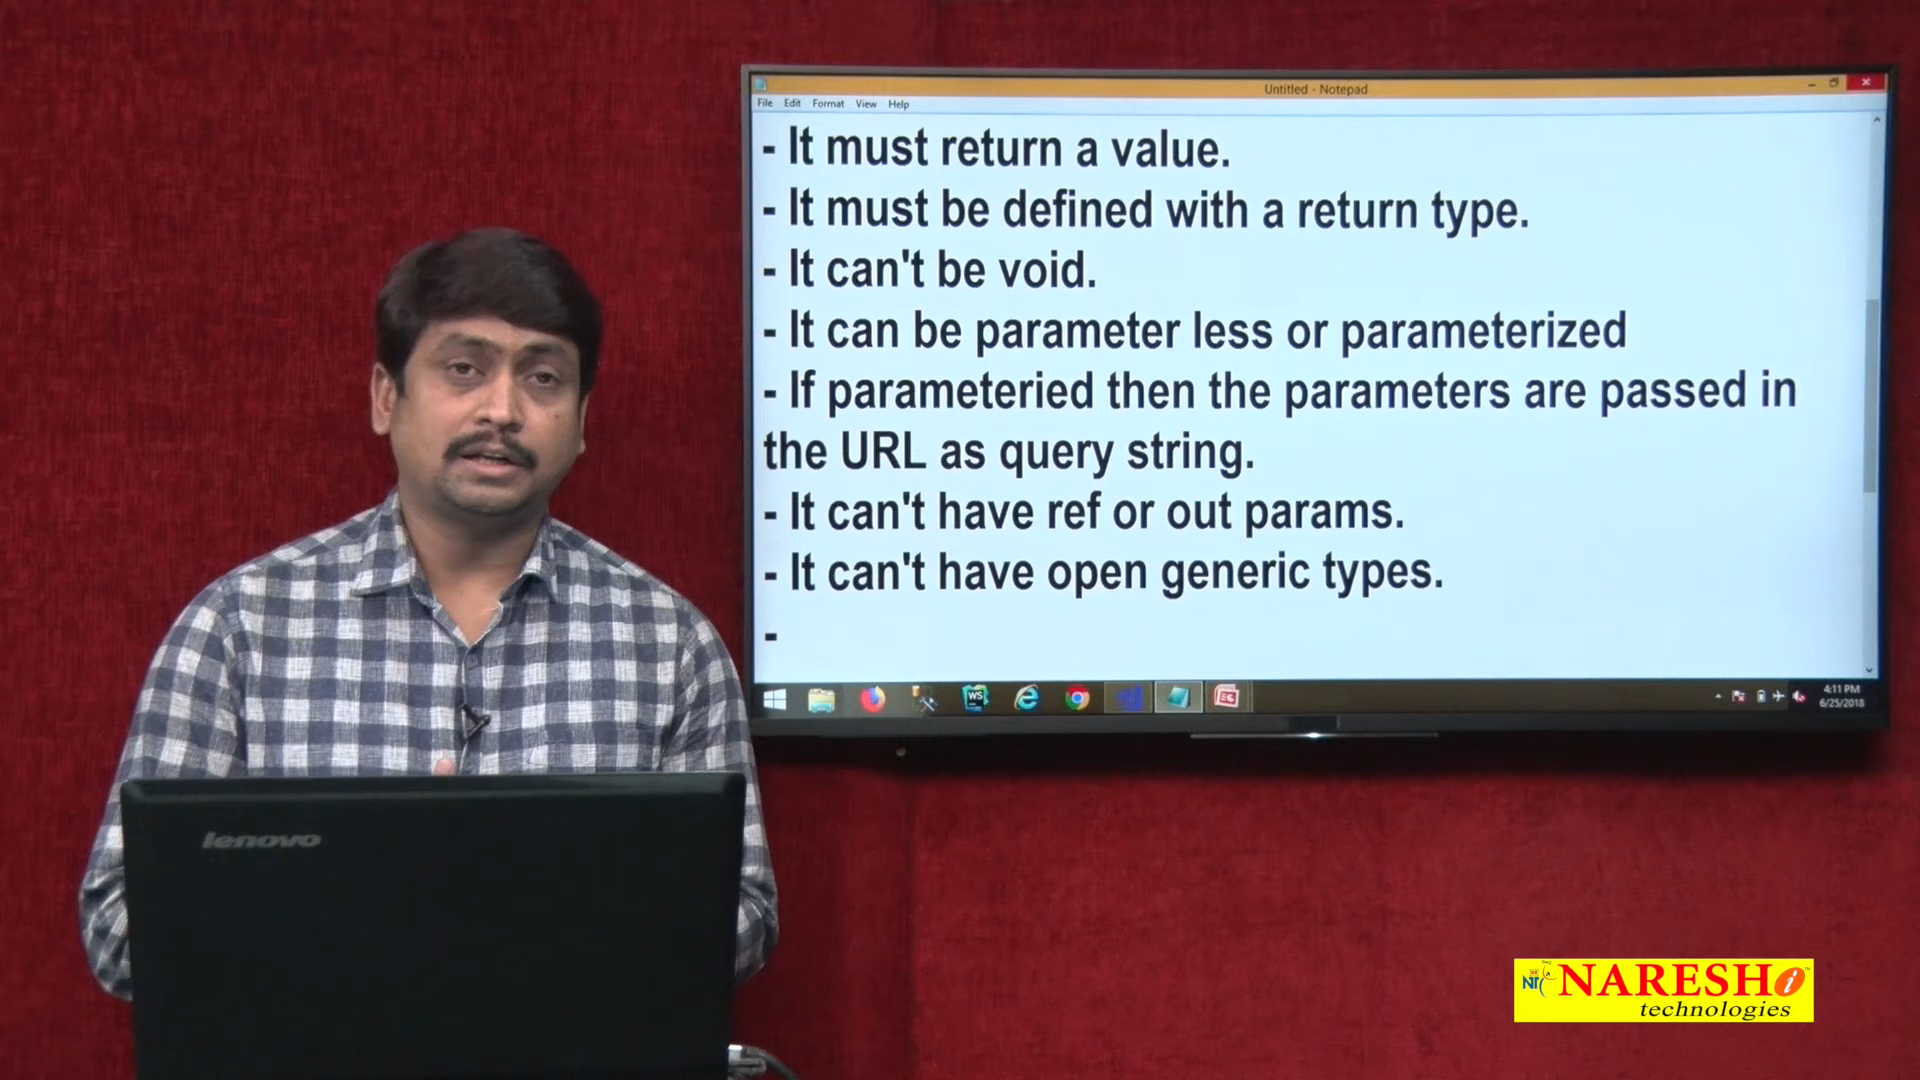 Untitled - Notepad
File Edit Format View Help
- It must return a value.
- It must be defined with a return type.
- It can't be void.
- It can be parameter less or parameterized
- If parameteried then the parameters are passed in
the URL as query string.
- It can't have ref or out params.
- It can't have open generic types.
-
4:11 PM
6/25/2018
lenovo
NARESH i
technologies